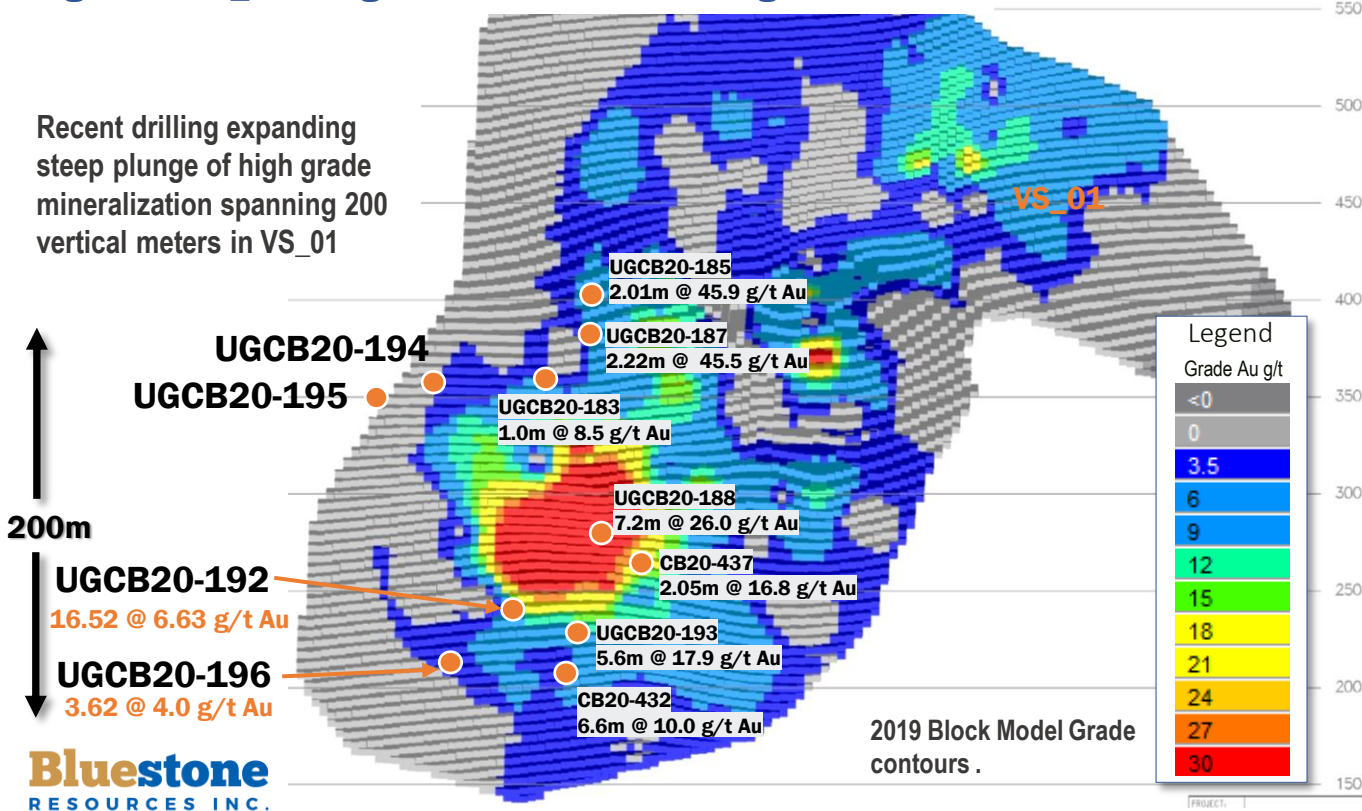 550
Recent drilling expanding
steep plunge of high grade
mineralization spanning 200
vertical meters in VS_01
500
450
VS_01
400
350
300
250
200
150
UGCB20-185
2.01m @ 45.9 g/t Au
UGCB20-187
2.22m @ 45.5 g/t Au
UGCB20-194
UGCB20-195
UGCB20-183
1.0m @ 8.5 g/t Au
UGCB20-188
7.2m @ 26.0 g/t Au
CB20-437
2.05m @ 16.8 g/t Au
200m
UGCB20-192
16.52 @ 6.63 g/t Au
UGCB20-193
5.6m @ 17.9 g/t Au
UGCB20-196
3.62 @ 4.0 g/t Au
CB20-432
6.6m @ 10.0 g/t Au
Legend
Grade Au g/t
<0
0
3.5
6
9
12
15
18
21
24
27
30
2019 Block Model Grade
contours .
Bluestone
RESOURCES INC.
PROJECT: